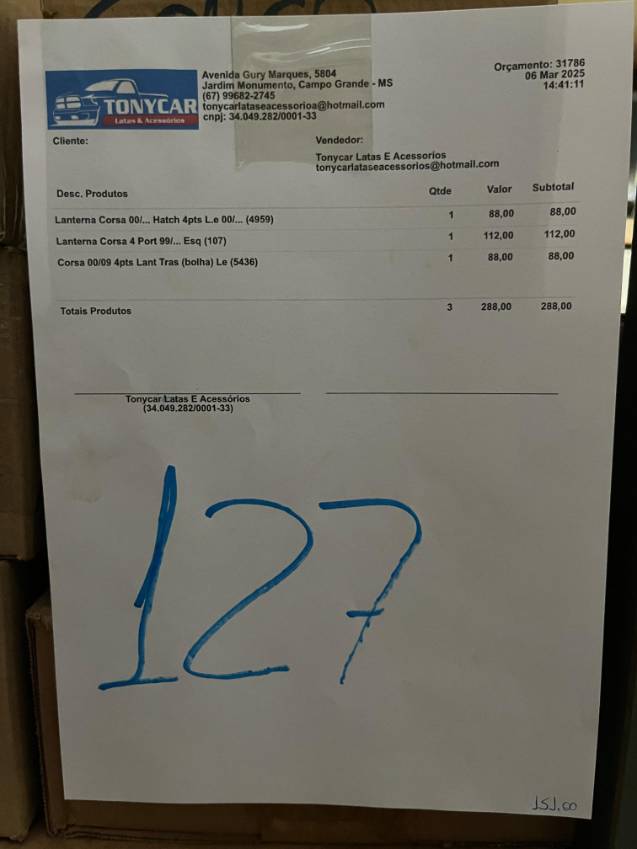 TONYCAR
Latas & Acessórios
Avenida Gury Marques, 5804
Jardim Monumento, Campo Grande - MS
(67) 99682-2745
tonycarlataseacessorioa@hotmail.com
cnpj: 34.049.282/0001-33
Orçamento: 31786
06 Mar 2025
14:41:11
Cliente:
Vendedor:
Tonycar Latas E Acessorios
tonycarlataseacessorios@hotmail.com
Desc. Produtos Qtde Valor Subtotal
Lanterna Corsa 00/... Hatch 4pts L.e 00/... (4959) 1 88,00 88,00
Lanterna Corsa 4 Port 99/... Esq (107) 1 112,00 112,00
Corsa 00/09 4pts Lant Tras (bolha) Le (5436) 1 88,00 88,00
Totais Produtos 3 288,00 288,00
Tonycar Latas E Acessórios
(34.049.282/0001-33)
127